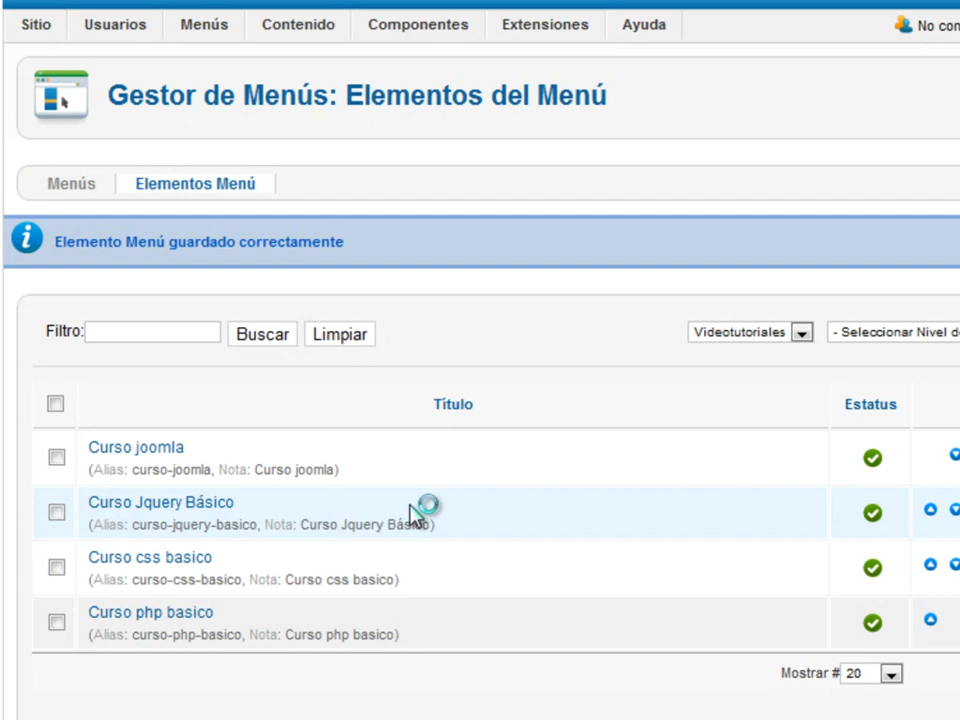 Sitio Usuarios Menús Contenido Componentes Extensiones Ayuda No con
Gestor de Menús: Elementos del Menú
Menús Elementos Menú
Elemento Menú guardado correctamente
Filtro: Buscar Limpiar Videotutoriales - Seleccionar Nivel de
Título Estatus
Curso joomla
(Alias: curso-joomla, Nota: Curso joomla)
Curso Jquery Básico
(Alias: curso-jquery-basico, Nota: Curso Jquery Básico)
Curso css basico
(Alias: curso-css-basico, Nota: Curso css basico)
Curso php basico
(Alias: curso-php-basico, Nota: Curso php basico)
Mostrar # 20